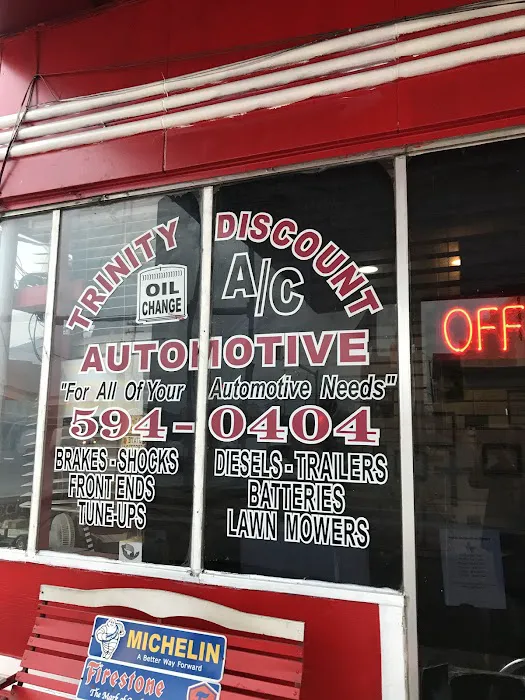 TRINITY DISCOUNT
OIL
CHANGE
A/C
AUTOMOTIVE
"For All Of Your Automotive Needs"
594-0404
BRAKES - SHOCKS
FRONT ENDS
TUNE-UPS
DIESELS - TRAILERS
BATTERIES
LAWN MOWERS
OFF
MICHELIN
A Better Way Forward
Firestone